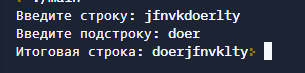 Введите строку: jfnvkdoerlty
Введите подстроку: doer
Итоговая строка: doerjfnvklty